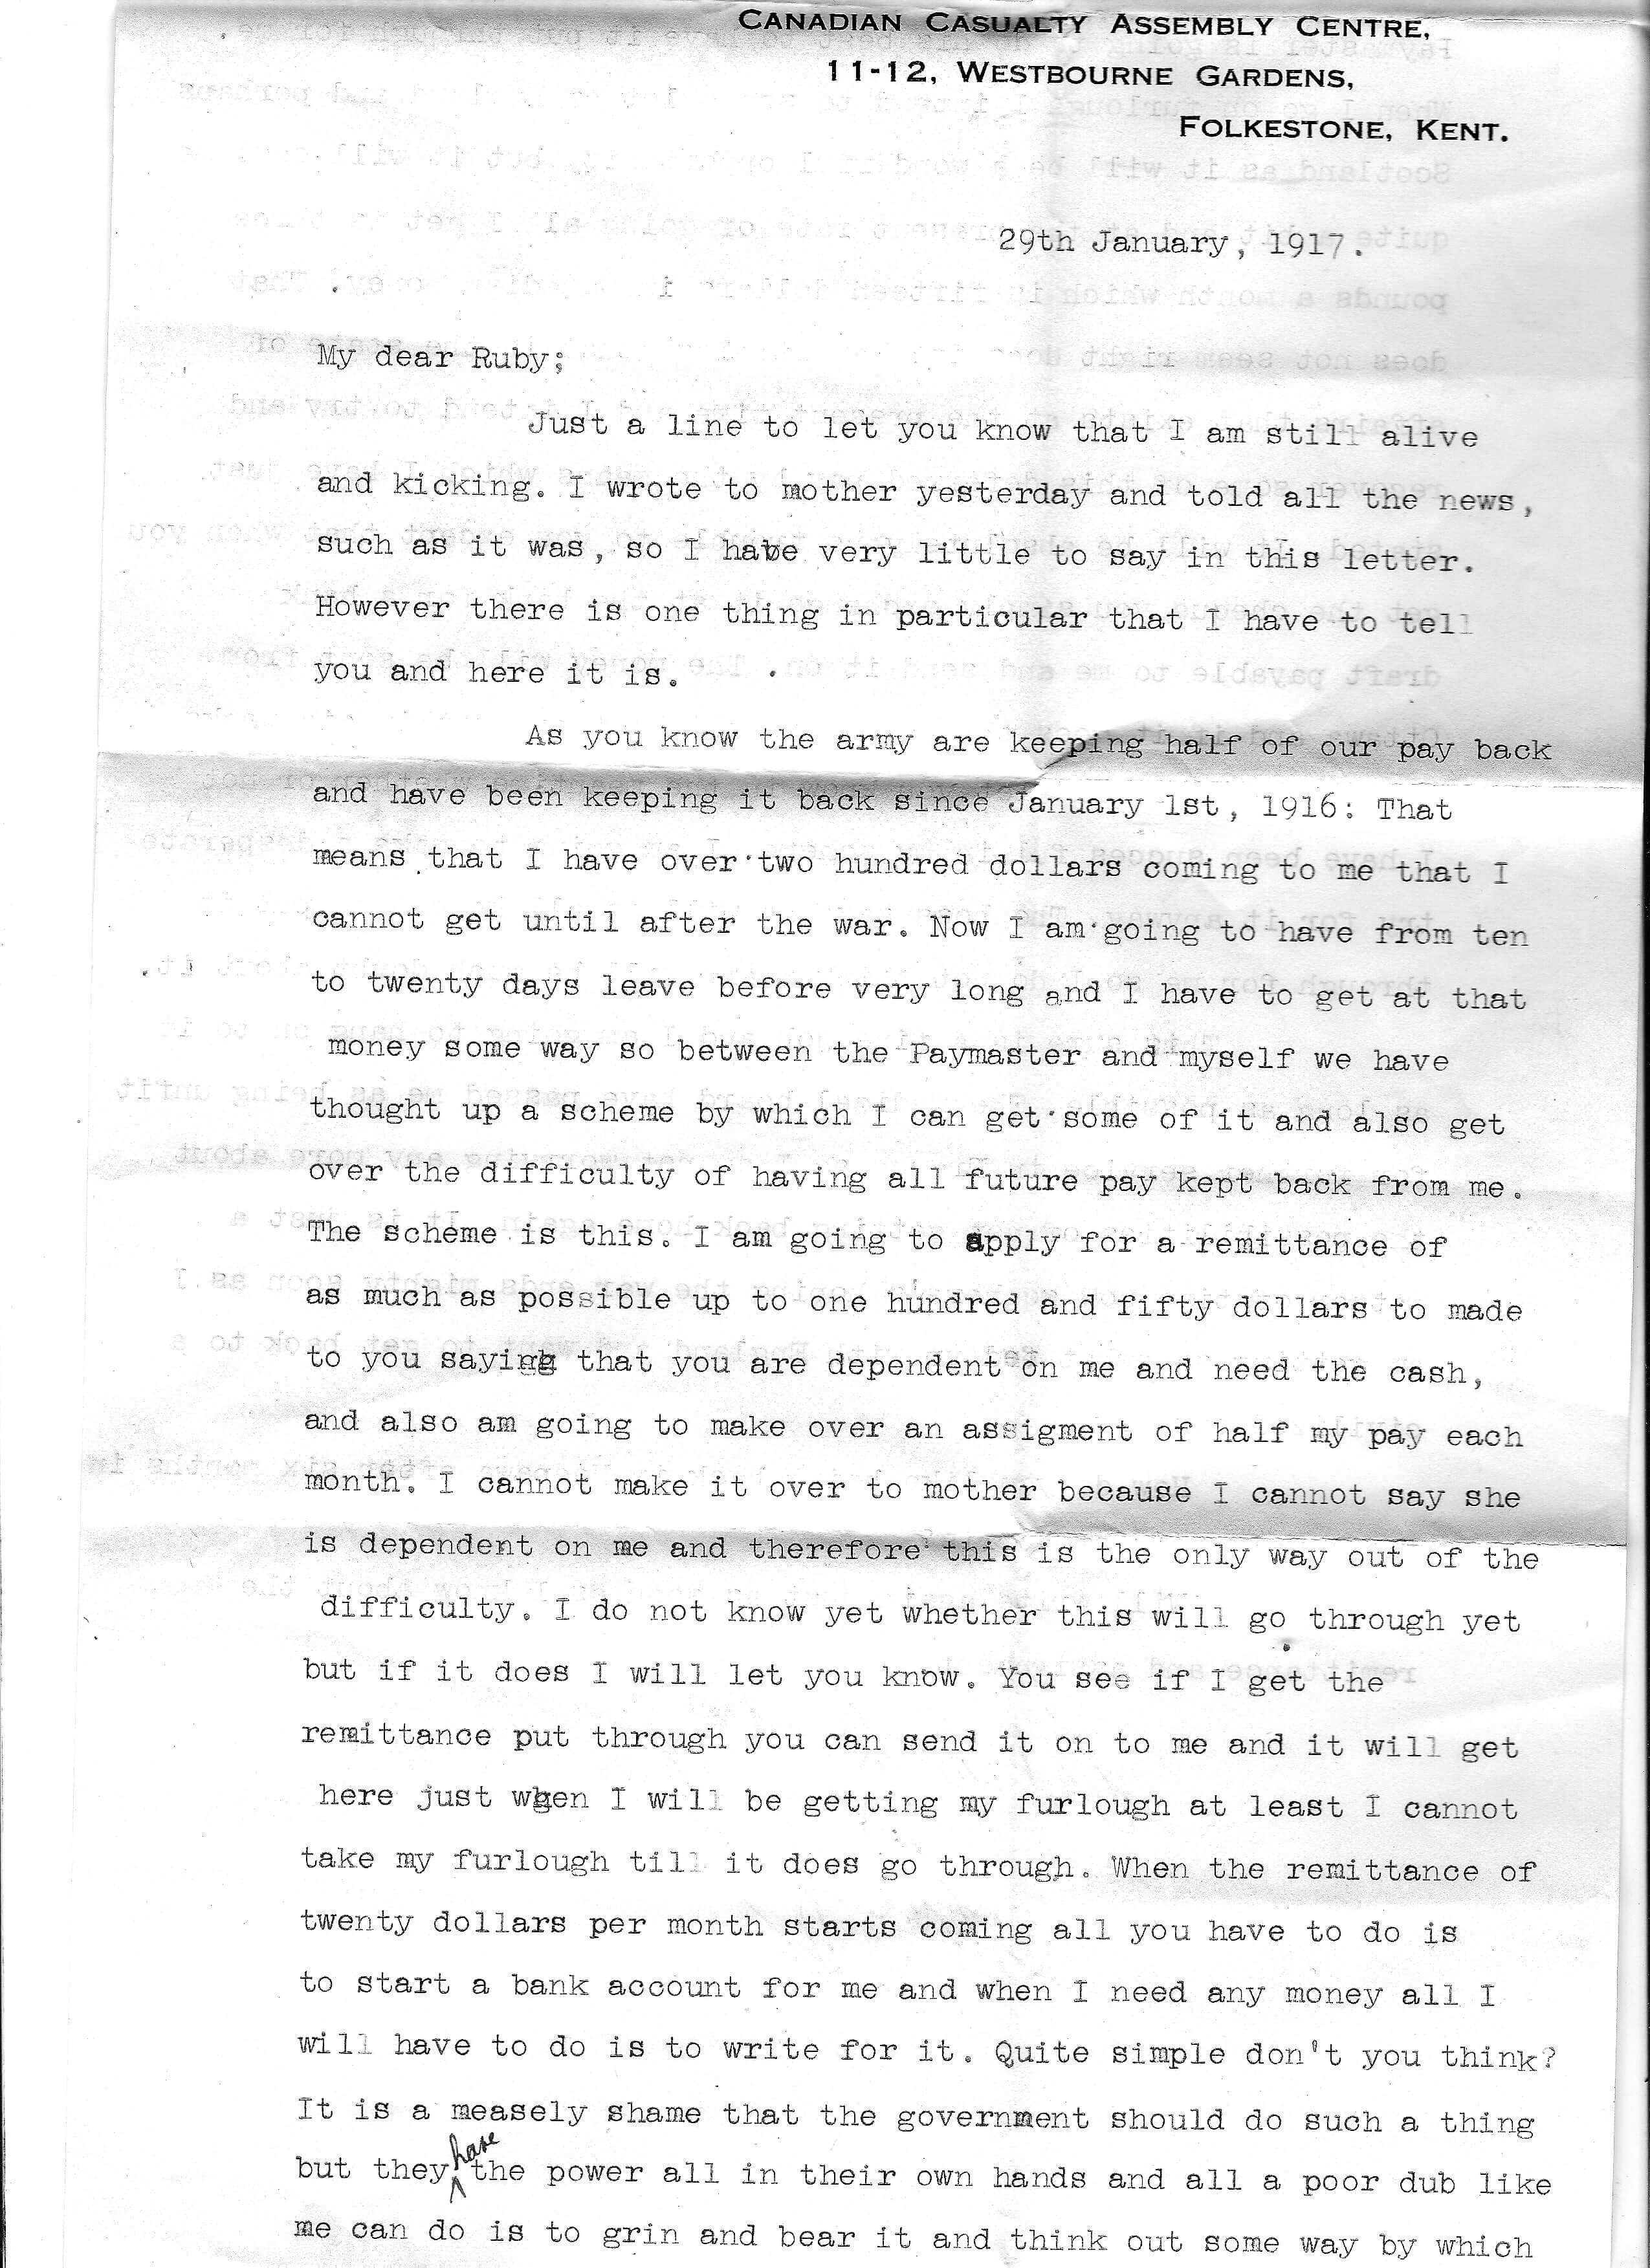 CANADIAN CASUALTY ASSEMBLY CENTRE,
11-12, WESTBOURNE GARDENS,
FOLKESTONE, KENT.
29th January, 1917.
My dear Ruby;
Just a line to let you know that I am still alive
and kicking. I wrote to mother yesterday and told all the news,
such as it was, so I have very little to say in this letter.
However there is one thing in particular that I have to tell
you and here it is.
As you know the army are keeping half of our pay back
and have been keeping it back since January 1st, 1916: That
means that I have over two hundred dollars coming to me that I
cannot get until after the war. Now I am going to have from ten
to twenty days leave before very long and I have to get at that
money some way so between the Paymaster and myself we have
thought up a scheme by which I can get some of it and also get
over the difficulty of having all future pay kept back from me.
The scheme is this. I am going to apply for a remittance of
as much as possible up to one hundred and fifty dollars to made
to you saying that you are dependent on me and need the cash,
and also am going to make over an assigment of half my pay each
month. I cannot make it over to mother because I cannot say she
is dependent on me and therefore this is the only way out of the
difficulty. I do not know yet whether this will go through yet
but if it does I will let you know. You see if I get the
remittance put through you can send it on to me and it will get
here just when I will be getting my furlough at least I cannot
take my furlough till it does go through. When the remittance of
twenty dollars per month starts coming all you have to do is
to start a bank account for me and when I need any money all I
will have to do is to write for it. Quite simple don't you think?
It is a measely shame that the government should do such a thing
but they have the power all in their own hands and all a poor dub like
me can do is to grin and bear it and think out some way by which